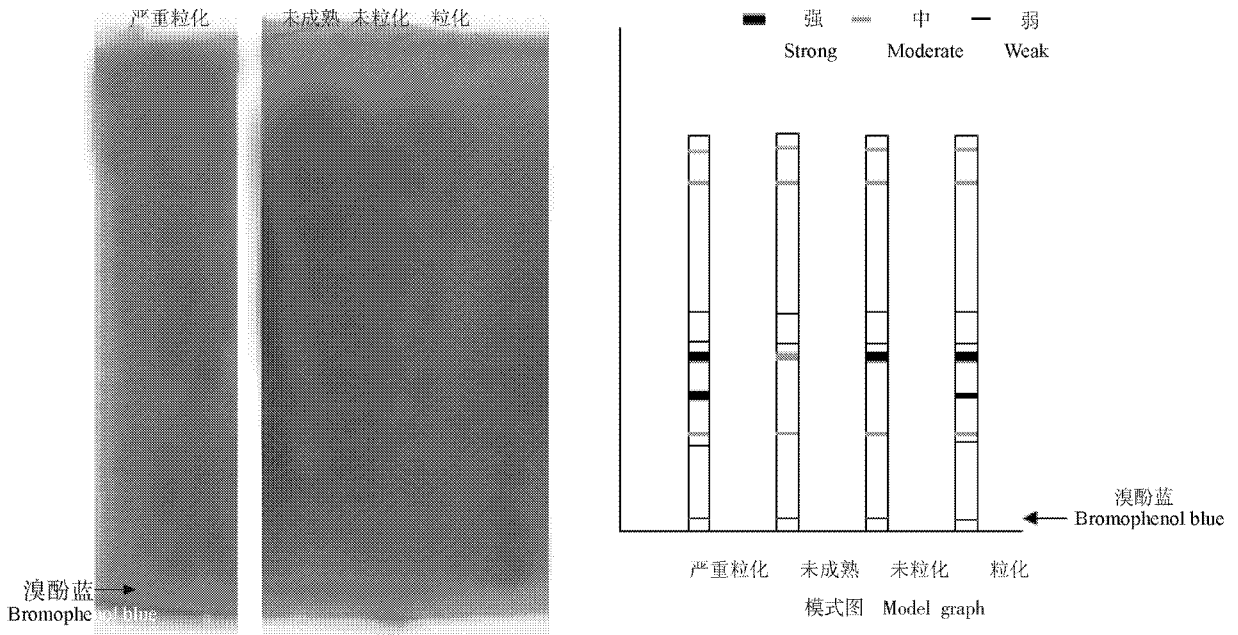 严重粒化 未成熟 未粒化 粒化
溴酚蓝
Bromophenol blue
强 中 弱
Strong Moderate Weak
溴酚蓝
Bromophenol blue
严重粒化 未成熟 未粒化 粒化
模式图 Model graph